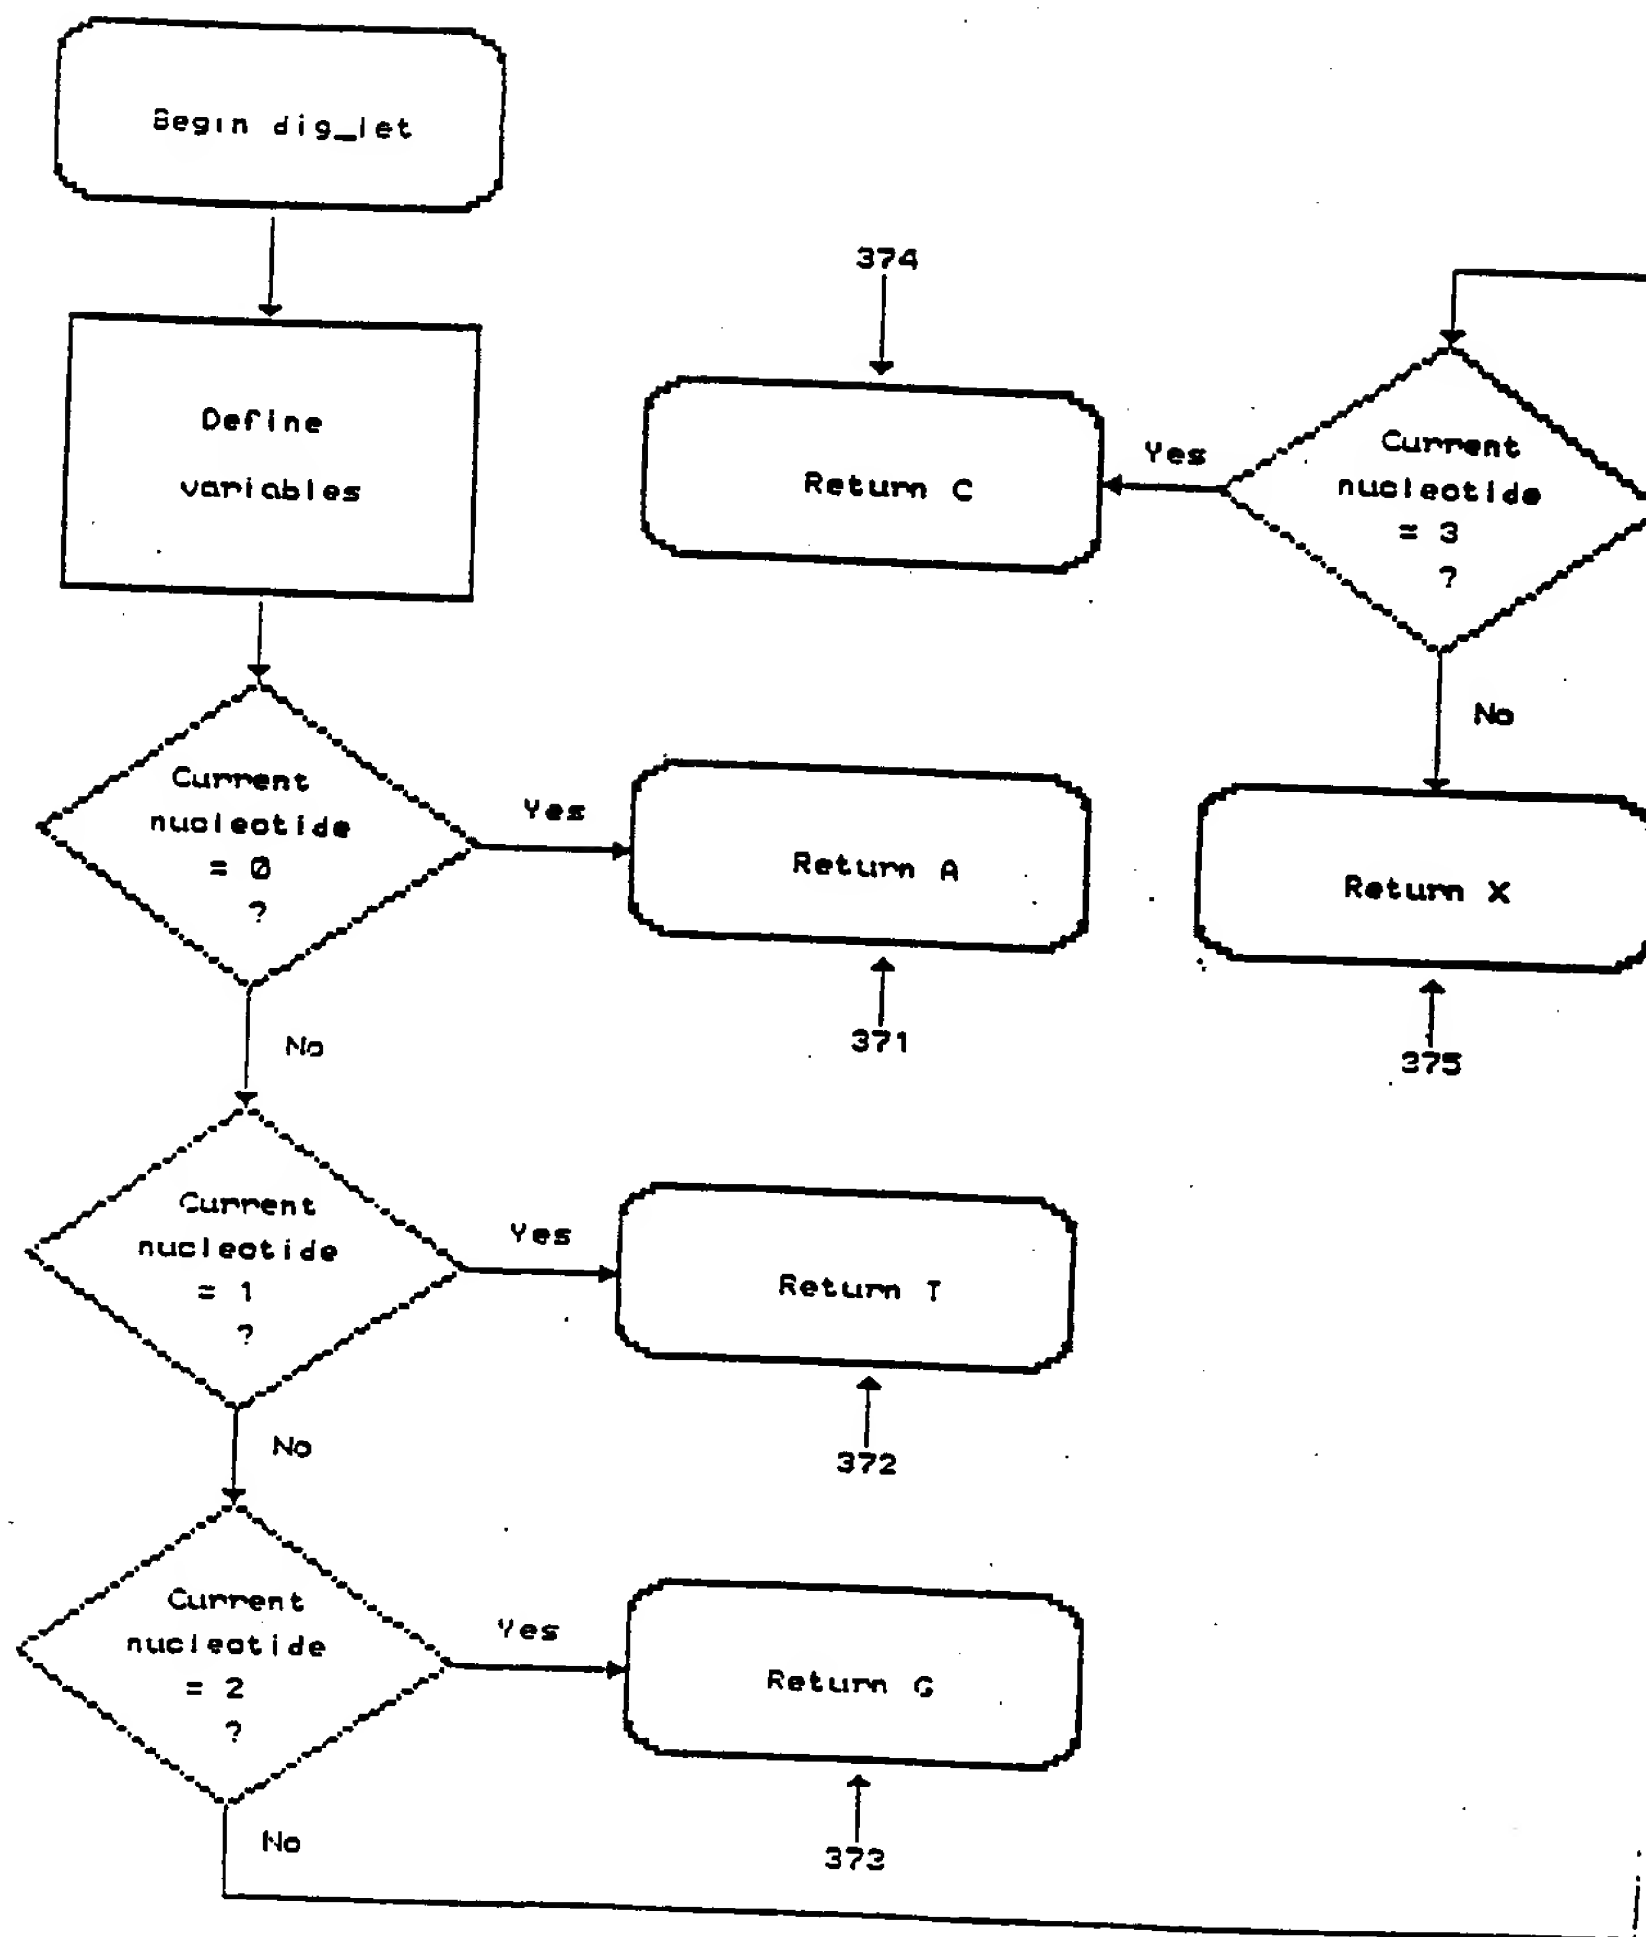 Begin dig_let
Define
variables
Current
nucleotide
= 0
?
Yes
Return A
371
No
Current
nucleotide
= 1
?
Yes
Return T
372
No
Current
nucleotide
= 2
?
Yes
Return G
373
No
374
Return C
Yes
Current
nucleotide
= 3
?
No
Return X
375